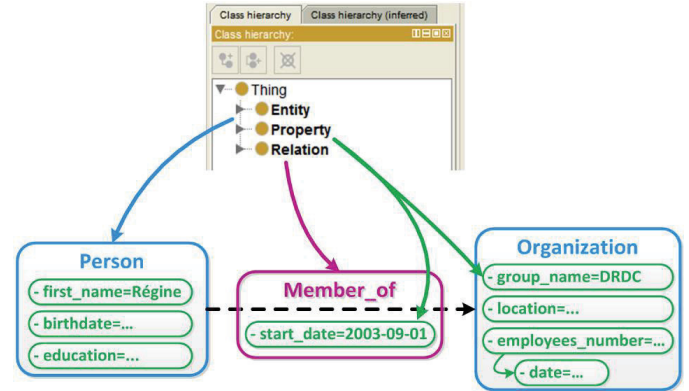 Class hierarchy
Class hierarchy (inferred)
Class hierarchy:
Thing
Entity
Property
Relation
Person
- first_name=Régine
- birthdate=...
- education=...
Member_of
- start_date=2003-09-01
Organization
- group_name=DRDC
- location=...
- employees_number=...
- date=...